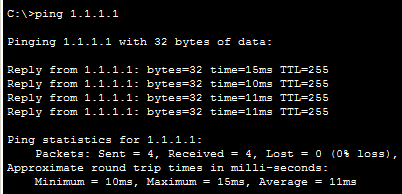 C:\>ping 1.1.1.1
Pinging 1.1.1.1 with 32 bytes of data:
Reply from 1.1.1.1: bytes=32 time=15ms TTL=255
Reply from 1.1.1.1: bytes=32 time=10ms TTL=255
Reply from 1.1.1.1: bytes=32 time=11ms TTL=255
Reply from 1.1.1.1: bytes=32 time=11ms TTL=255
Ping statistics for 1.1.1.1:
    Packets: Sent = 4, Received = 4, Lost = 0 (0% loss),
Approximate round trip times in milli-seconds:
    Minimum = 10ms, Maximum = 15ms, Average = 11ms